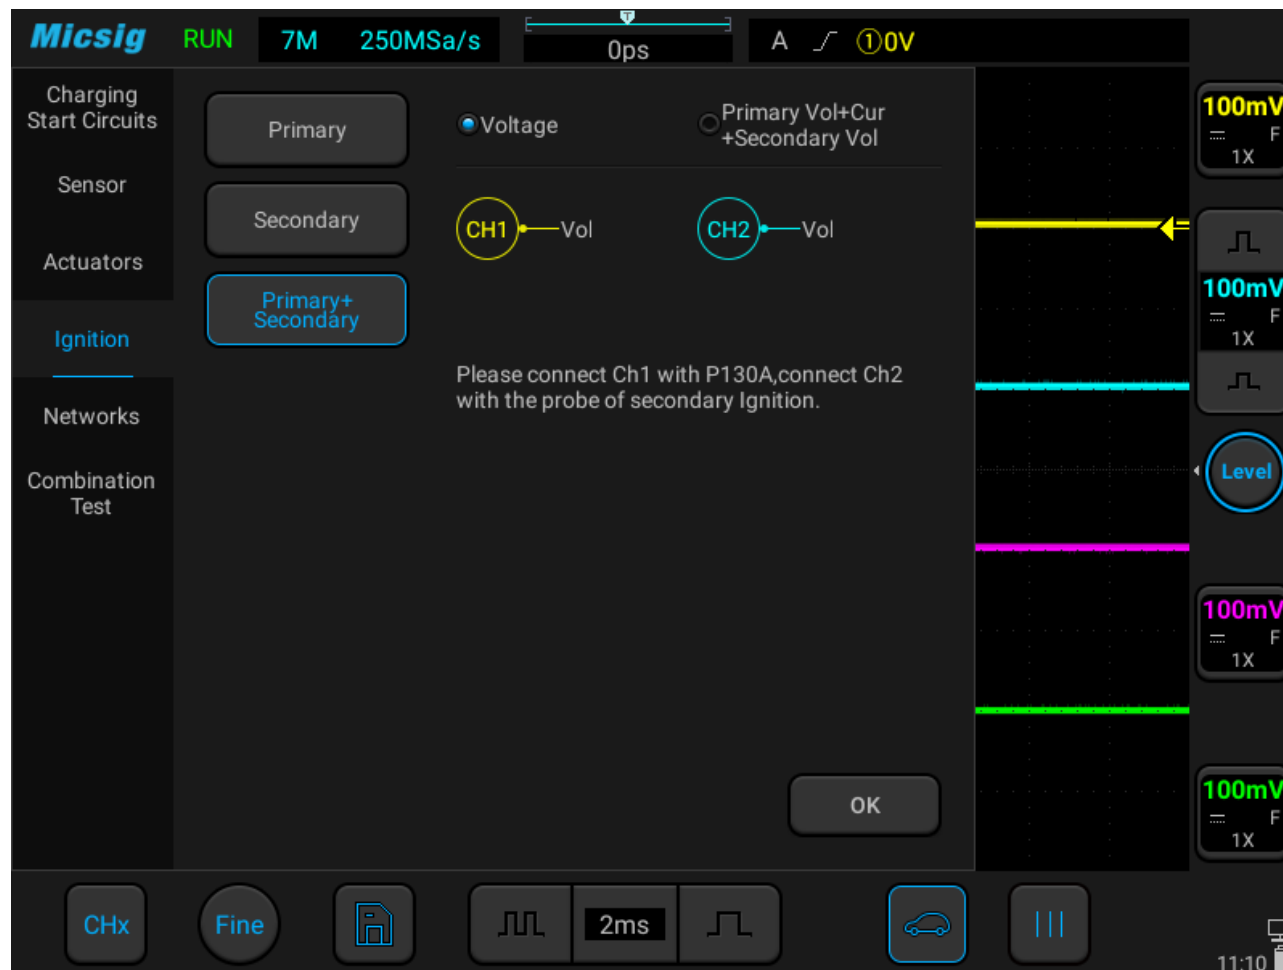 Micsig RUN 7M 250MSa/s T 0ps A ①0V
Charging
Start Circuits
Sensor
Actuators
Ignition
Networks
Combination
Test
Primary
Secondary
Primary+
Secondary
Voltage
Primary Vol+Cur
+Secondary Vol
CH1 Vol
CH2 Vol
Please connect Ch1 with P130A,connect Ch2
with the probe of secondary Ignition.
OK
100mV
F
1X
100mV
F
1X
Level
100mV
F
1X
100mV
F
1X
CHx
Fine
2ms
11:10